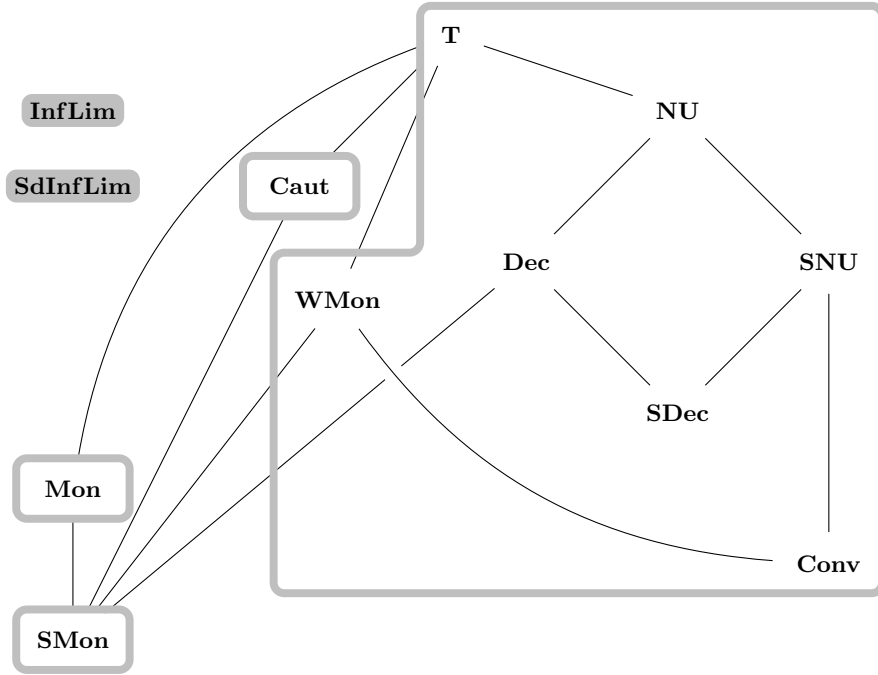 T
InfLim
NU
SdInfLim
Caut
Dec
SNU
WMon
SDec
Mon
Conv
SMon